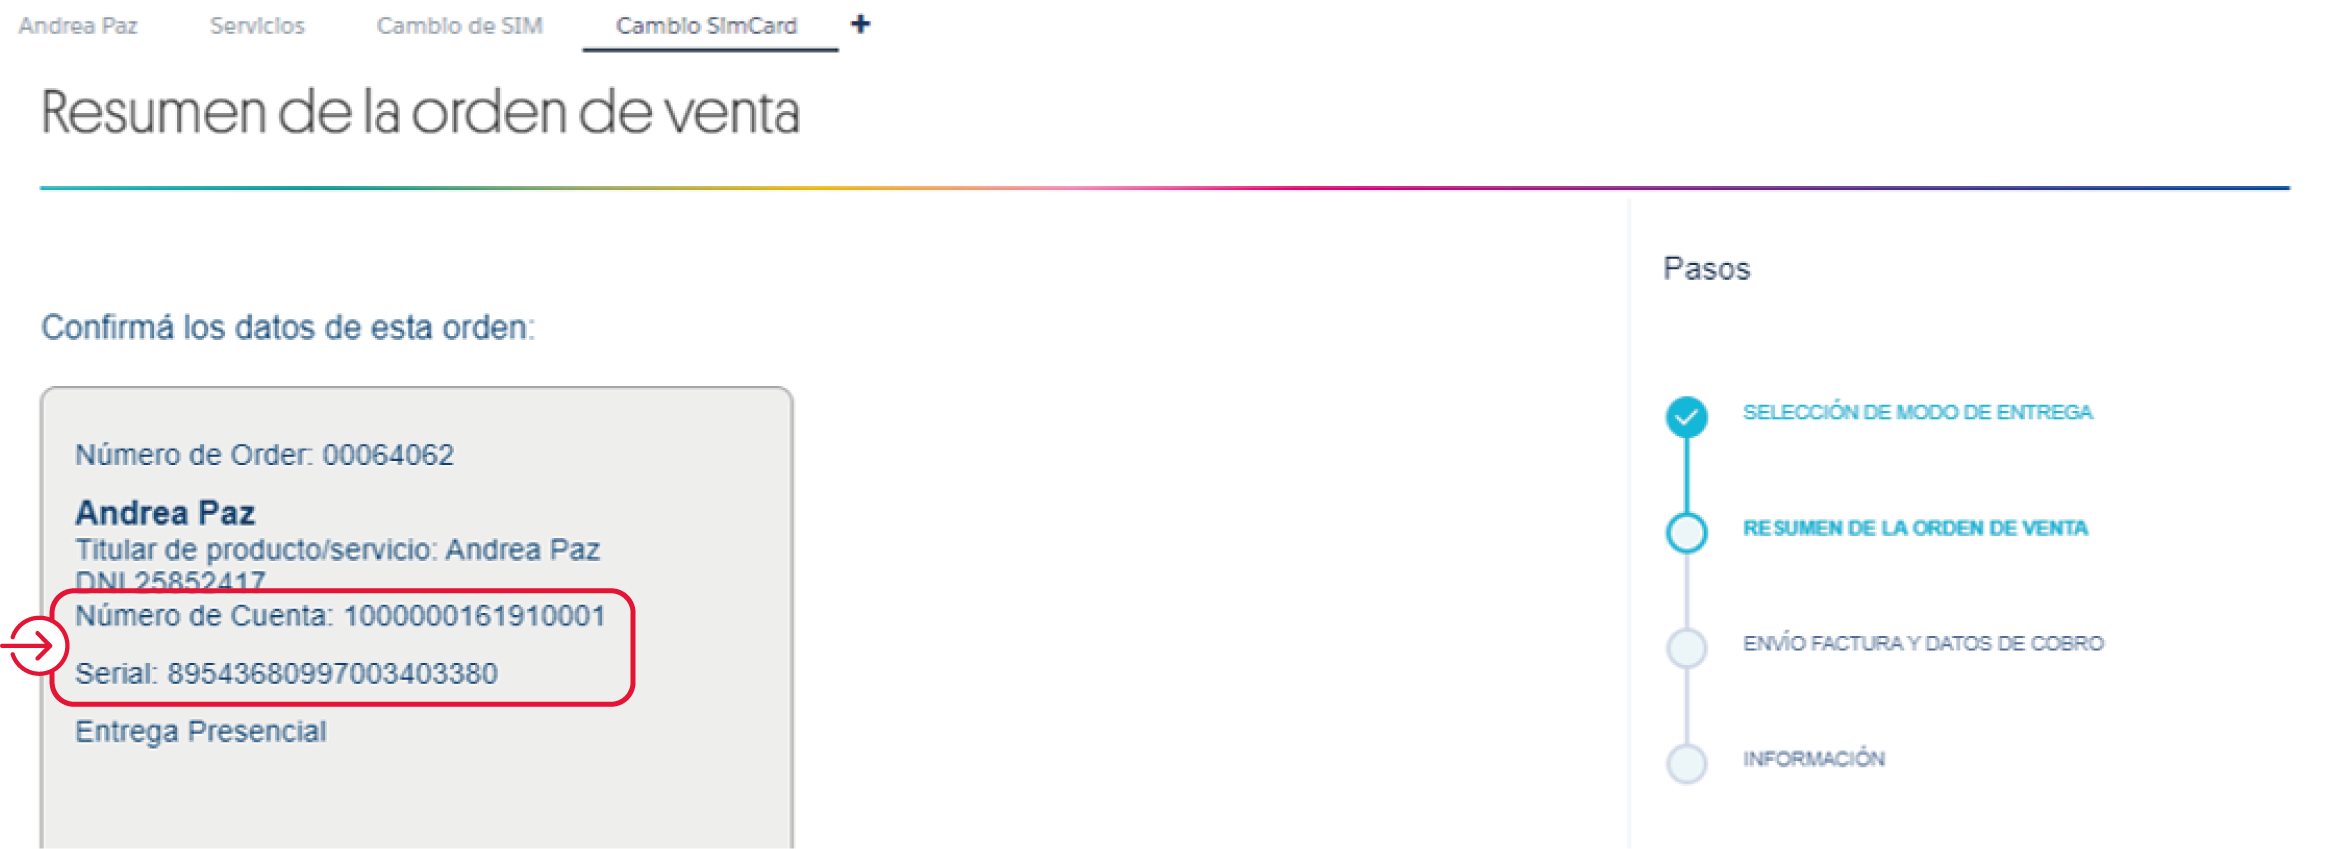 Andrea Paz Servicios Cambio de SIM Cambio SimCard +
Resumen de la orden de venta
Confirmá los datos de esta orden:
Número de Order: 00064062
Andrea Paz
Titular de producto/servicio: Andrea Paz
DNI 25852417
Número de Cuenta: 1000000161910001
Serial: 89543680997003403380
Entrega Presencial
Pasos
SELECCIÓN DE MODO DE ENTREGA
RESUMEN DE LA ORDEN DE VENTA
ENVÍO FACTURA Y DATOS DE COBRO
INFORMACIÓN